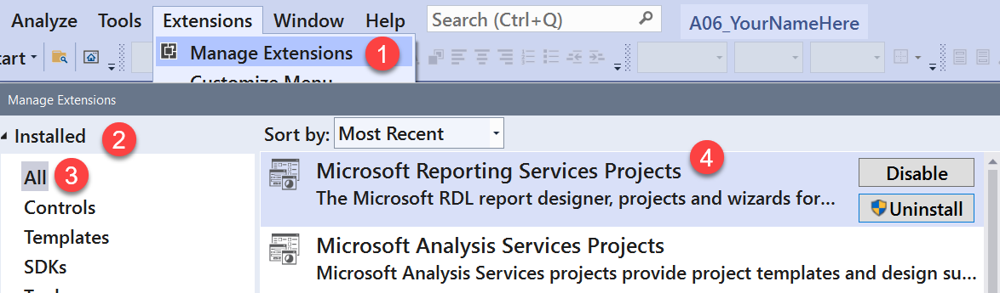 Analyze Tools Extensions Window Help Search (Ctrl+Q) A06_YourNameHere
tart Manage Extensions 1
Customize Menu
Manage Extensions
Installed 2 Sort by: Most Recent
All 3 Microsoft Reporting Services Projects 4 Disable
Controls The Microsoft RDL report designer, projects and wizards for... Uninstall
Templates Microsoft Analysis Services Projects
SDKs Microsoft Analysis Services projects provide project templates and design su...